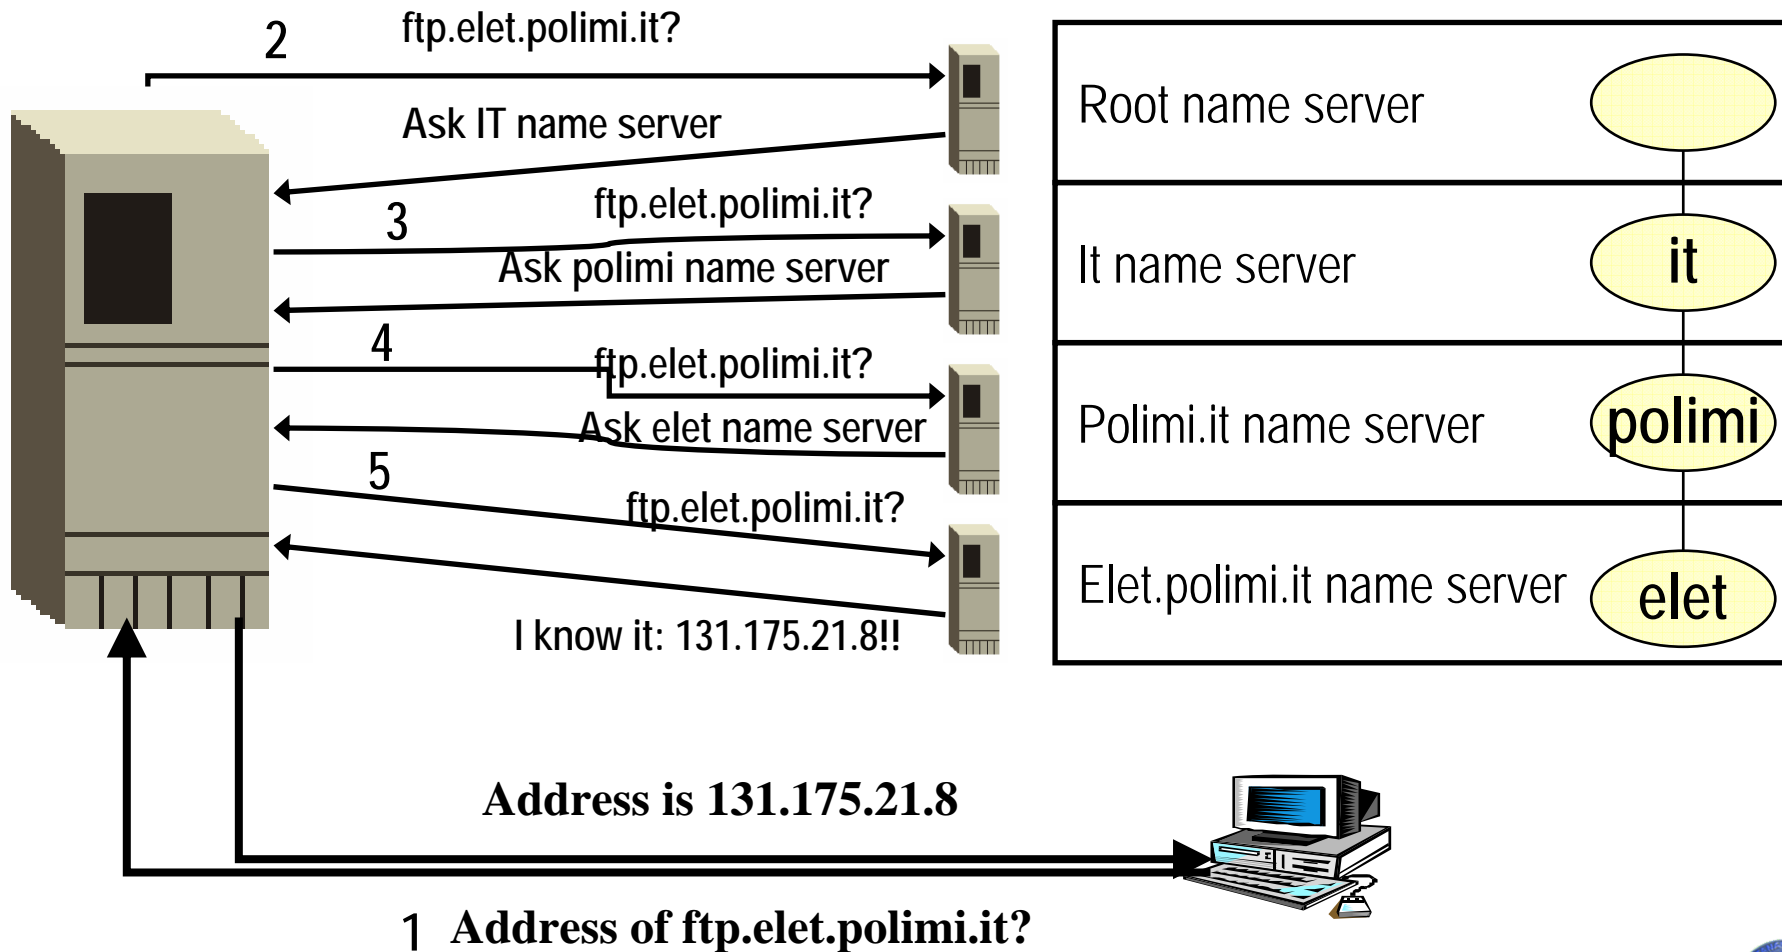 2 ftp.elet.polimi.it?
Ask IT name server
Root name server
3 ftp.elet.polimi.it?
Ask polimi name server
It name server
it
4 ftp.elet.polimi.it?
Ask elet name server
Polimi.it name server
polimi
5 ftp.elet.polimi.it?
I know it: 131.175.21.8!!
Elet.polimi.it name server
elet
Address is 131.175.21.8
1 Address of ftp.elet.polimi.it?